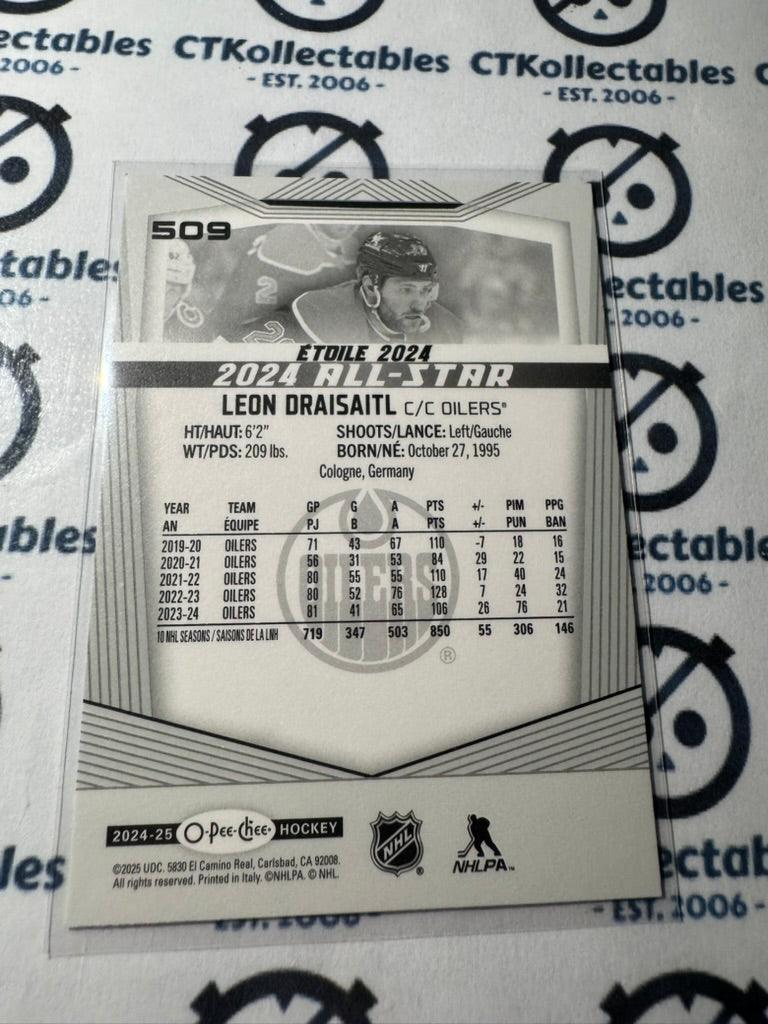 ectables CTKollectables CTKollectables C
2006 - - EST. 2006 - - EST. 2006 -
tables
06 -
ectables
2006 -
509
2
ÉTOILE 2024
2024 ALL-STAR
LEON DRAISAITL C/C OILERS®
HT/HAUT: 6'2" SHOOTS/LANCE: Left/Gauche
WT/PDS: 209 lbs. BORN/NÉ: October 27, 1995
Cologne, Germany
YEAR TEAM GP G A PTS +/- PIM PPG
AN ÉQUIPE PJ B A PTS +/- PUN BAN
2019-20 OILERS 71 43 67 110 -7 18 16
2020-21 OILERS 56 31 53 84 29 22 15
2021-22 OILERS 80 55 55 110 17 40 24
2022-23 OILERS 80 52 76 128 7 24 32
2023-24 OILERS 81 41 65 106 26 76 21
10 NHL SEASONS / SAISONS DE LA LNH 719 347 503 850 55 306 146
OILERS
®
2024-25 O-Pee-Chee® HOCKEY
NHL ®
NHLPA™
©2025 UDC. 5830 El Camino Real, Carlsbad, CA 92008.
All rights reserved. Printed in Italy. ©NHLPA. © NHL.
les
ectables
ectables
- EST. 2006 -